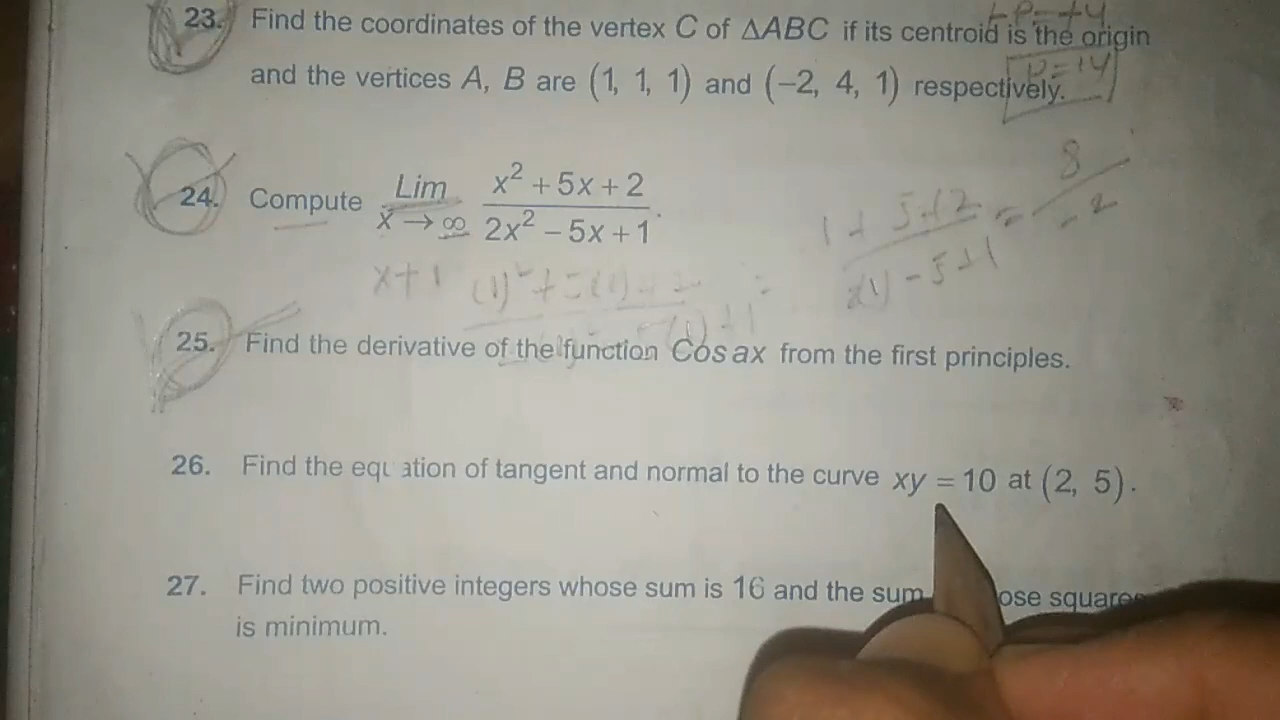 23. Find the coordinates of the vertex C of ΔABC if its centroid is the origin
and the vertices A, B are (1, 1, 1) and (−2, 4, 1) respectively.
24. Compute Lim x → ∞ x² + 5x + 2 / 2x² − 5x + 1 .
x + 1
25. Find the derivative of the function Cos ax from the first principles.
26. Find the equation of tangent and normal to the curve xy = 10 at (2, 5).
27. Find two positive integers whose sum is 16 and the sum squares
is minimum.